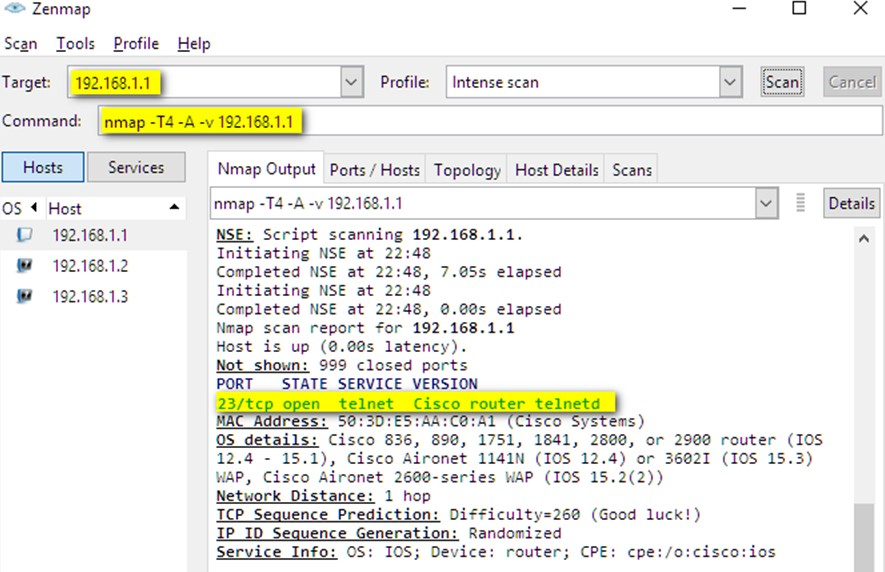 Zenmap
Scan Tools Profile Help
Target: 192.168.1.1 Profile: Intense scan Scan Cancel
Command: nmap -T4 -A -v 192.168.1.1
Hosts Services
Nmap Output Ports / Hosts Topology Host Details Scans
OS Host
nmap -T4 -A -v 192.168.1.1 Details
192.168.1.1
192.168.1.2
192.168.1.3
NSE: Script scanning 192.168.1.1.
Initiating NSE at 22:48
Completed NSE at 22:48, 7.05s elapsed
Initiating NSE at 22:48
Completed NSE at 22:48, 0.00s elapsed
Nmap scan report for 192.168.1.1
Host is up (0.00s latency).
Not shown: 999 closed ports
PORT STATE SERVICE VERSION
23/tcp open telnet Cisco router telnetd
MAC Address: 50:3D:E5:AA:C0:A1 (Cisco Systems)
OS details: Cisco 836, 890, 1751, 1841, 2800, or 2900 router (IOS
12.4 - 15.1), Cisco Aironet 1141N (IOS 12.4) or 3602I (IOS 15.3)
WAP, Cisco Aironet 2600-series WAP (IOS 15.2(2))
Network Distance: 1 hop
TCP Sequence Prediction: Difficulty=260 (Good luck!)
IP ID Sequence Generation: Randomized
Service Info: OS: IOS; Device: router; CPE: cpe:/o:cisco:ios